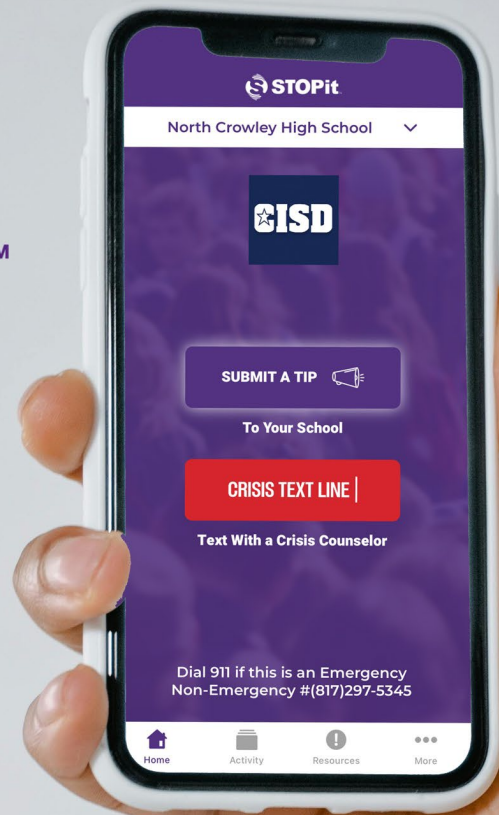 STOPit
North Crowley High School
CISD
M
SUBMIT A TIP
To Your School
CRISIS TEXT LINE |
Text With a Crisis Counselor
Dial 911 if this is an Emergency
Non-Emergency #(817)297-5345
Home Activity Resources More